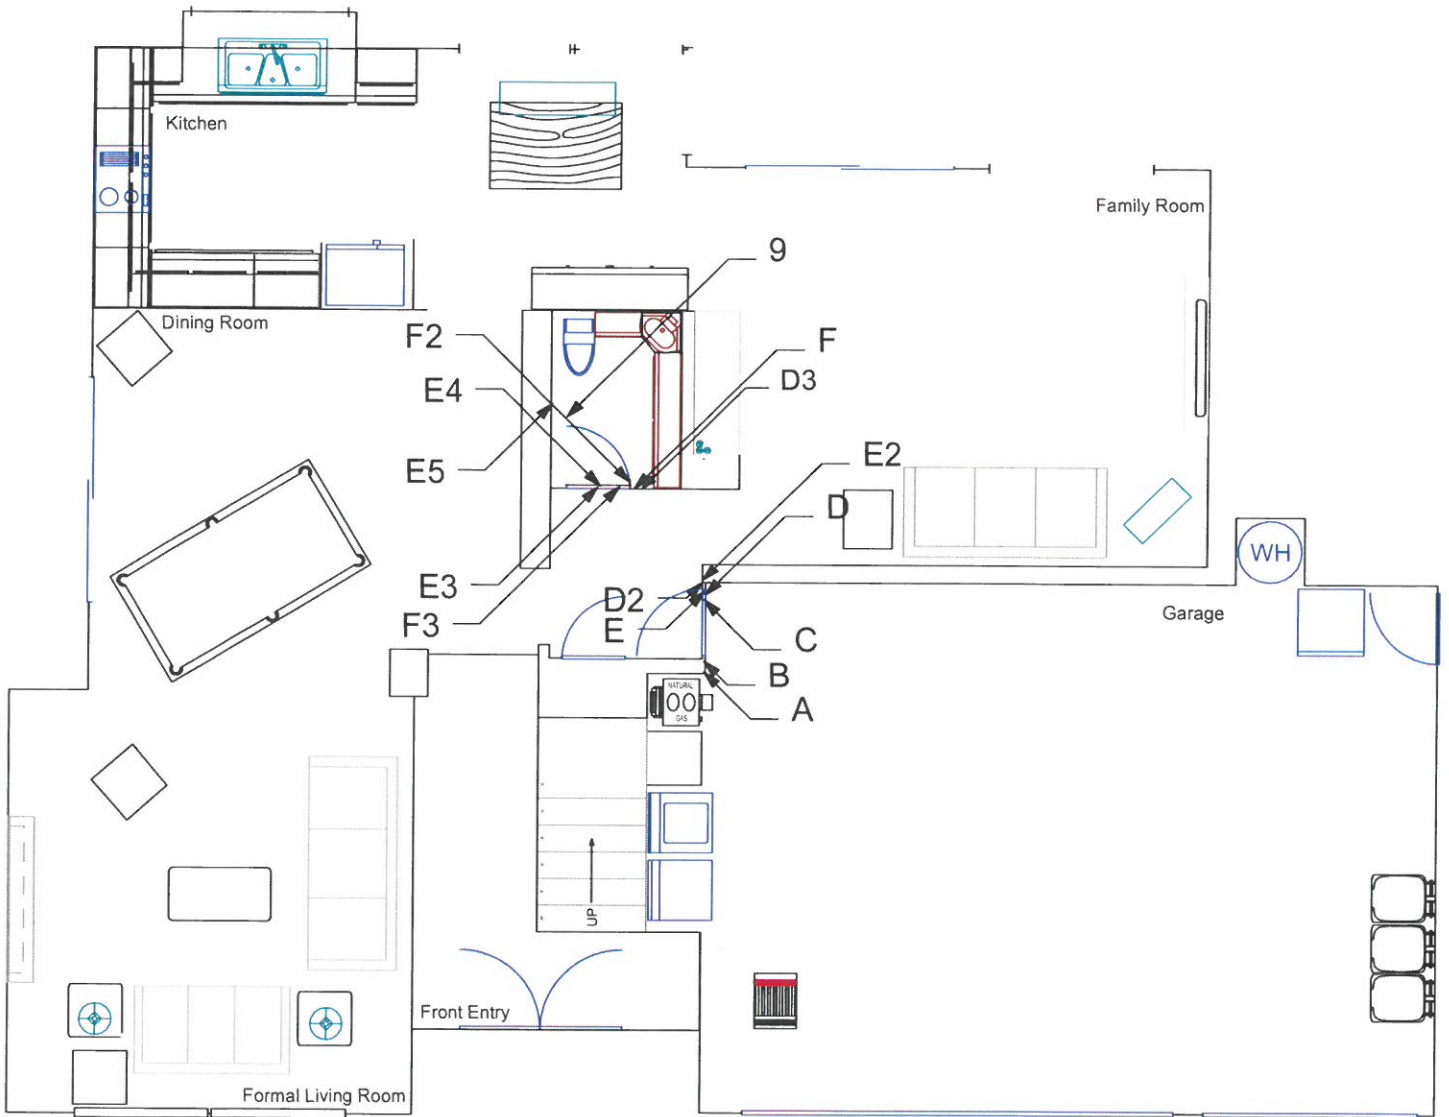 Kitchen
Family Room
9
Dining Room
F2
F
D3
E4
E5
E2
D
WH
E3
D2
Garage
F3
E
C
B
NATURAL
GAS
A
UP
Front Entry
Formal Living Room